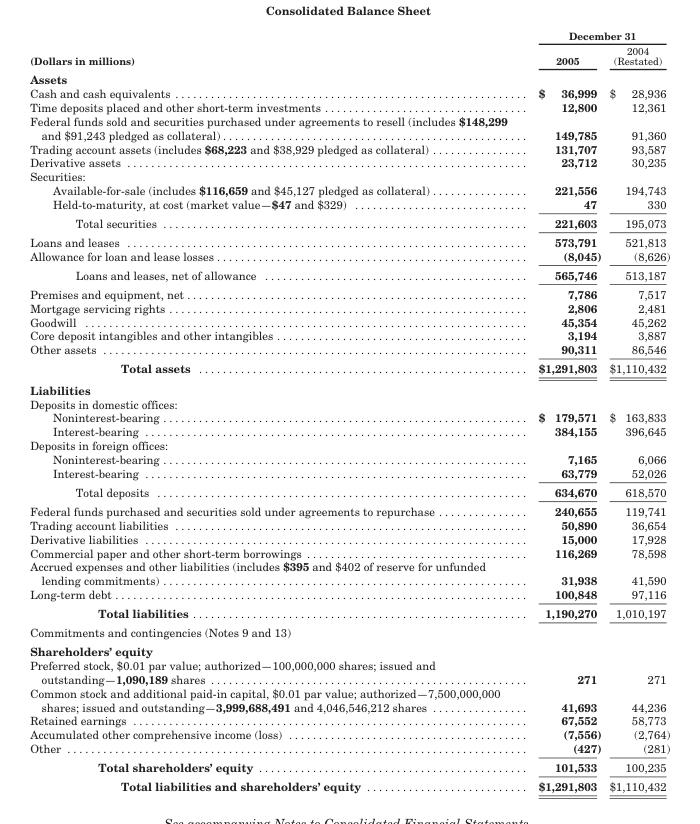 Consolidated Balance Sheet
December 31
(Dollars in millions) 2005 2004 (Restated)
Assets
Cash and cash equivalents $ 36,999 $ 28,936
Time deposits placed and other short-term investments 12,800 12,361
Federal funds sold and securities purchased under agreements to resell (includes $148,299
and $91,243 pledged as collateral) 149,785 91,360
Trading account assets (includes $68,223 and $38,929 pledged as collateral) 131,707 93,587
Derivative assets 23,712 30,235
Securities:
Available-for-sale (includes $116,659 and $45,127 pledged as collateral) 221,556 194,743
Held-to-maturity, at cost (market value—$47 and $329) 47 330
Total securities 221,603 195,073
Loans and leases 573,791 521,813
Allowance for loan and lease losses (8,045) (8,626)
Loans and leases, net of allowance 565,746 513,187
Premises and equipment, net 7,786 7,517
Mortgage servicing rights 2,806 2,481
Goodwill 45,354 45,262
Core deposit intangibles and other intangibles 3,194 3,887
Other assets 90,311 86,546
Total assets $1,291,803 $1,110,432
Liabilities
Deposits in domestic offices:
Noninterest-bearing $ 179,571 $ 163,833
Interest-bearing 384,155 396,645
Deposits in foreign offices:
Noninterest-bearing 7,165 6,066
Interest-bearing 63,779 52,026
Total deposits 634,670 618,570
Federal funds purchased and securities sold under agreements to repurchase 240,655 119,741
Trading account liabilities 50,890 36,654
Derivative liabilities 15,000 17,928
Commercial paper and other short-term borrowings 116,269 78,598
Accrued expenses and other liabilities (includes $395 and $402 of reserve for unfunded
lending commitments) 31,938 41,590
Long-term debt 100,848 97,116
Total liabilities 1,190,270 1,010,197
Commitments and contingencies (Notes 9 and 13)
Shareholders' equity
Preferred stock, $0.01 par value; authorized—100,000,000 shares; issued and
outstanding—1,090,189 shares 271 271
Common stock and additional paid-in capital, $0.01 par value; authorized—7,500,000,000
shares; issued and outstanding—3,999,688,491 and 4,046,546,212 shares 41,693 44,236
Retained earnings 67,552 58,773
Accumulated other comprehensive income (loss) (7,556) (2,764)
Other (427) (281)
Total shareholders' equity 101,533 100,235
Total liabilities and shareholders' equity $1,291,803 $1,110,432
See accompanying Notes to Consolidated Financial Statements